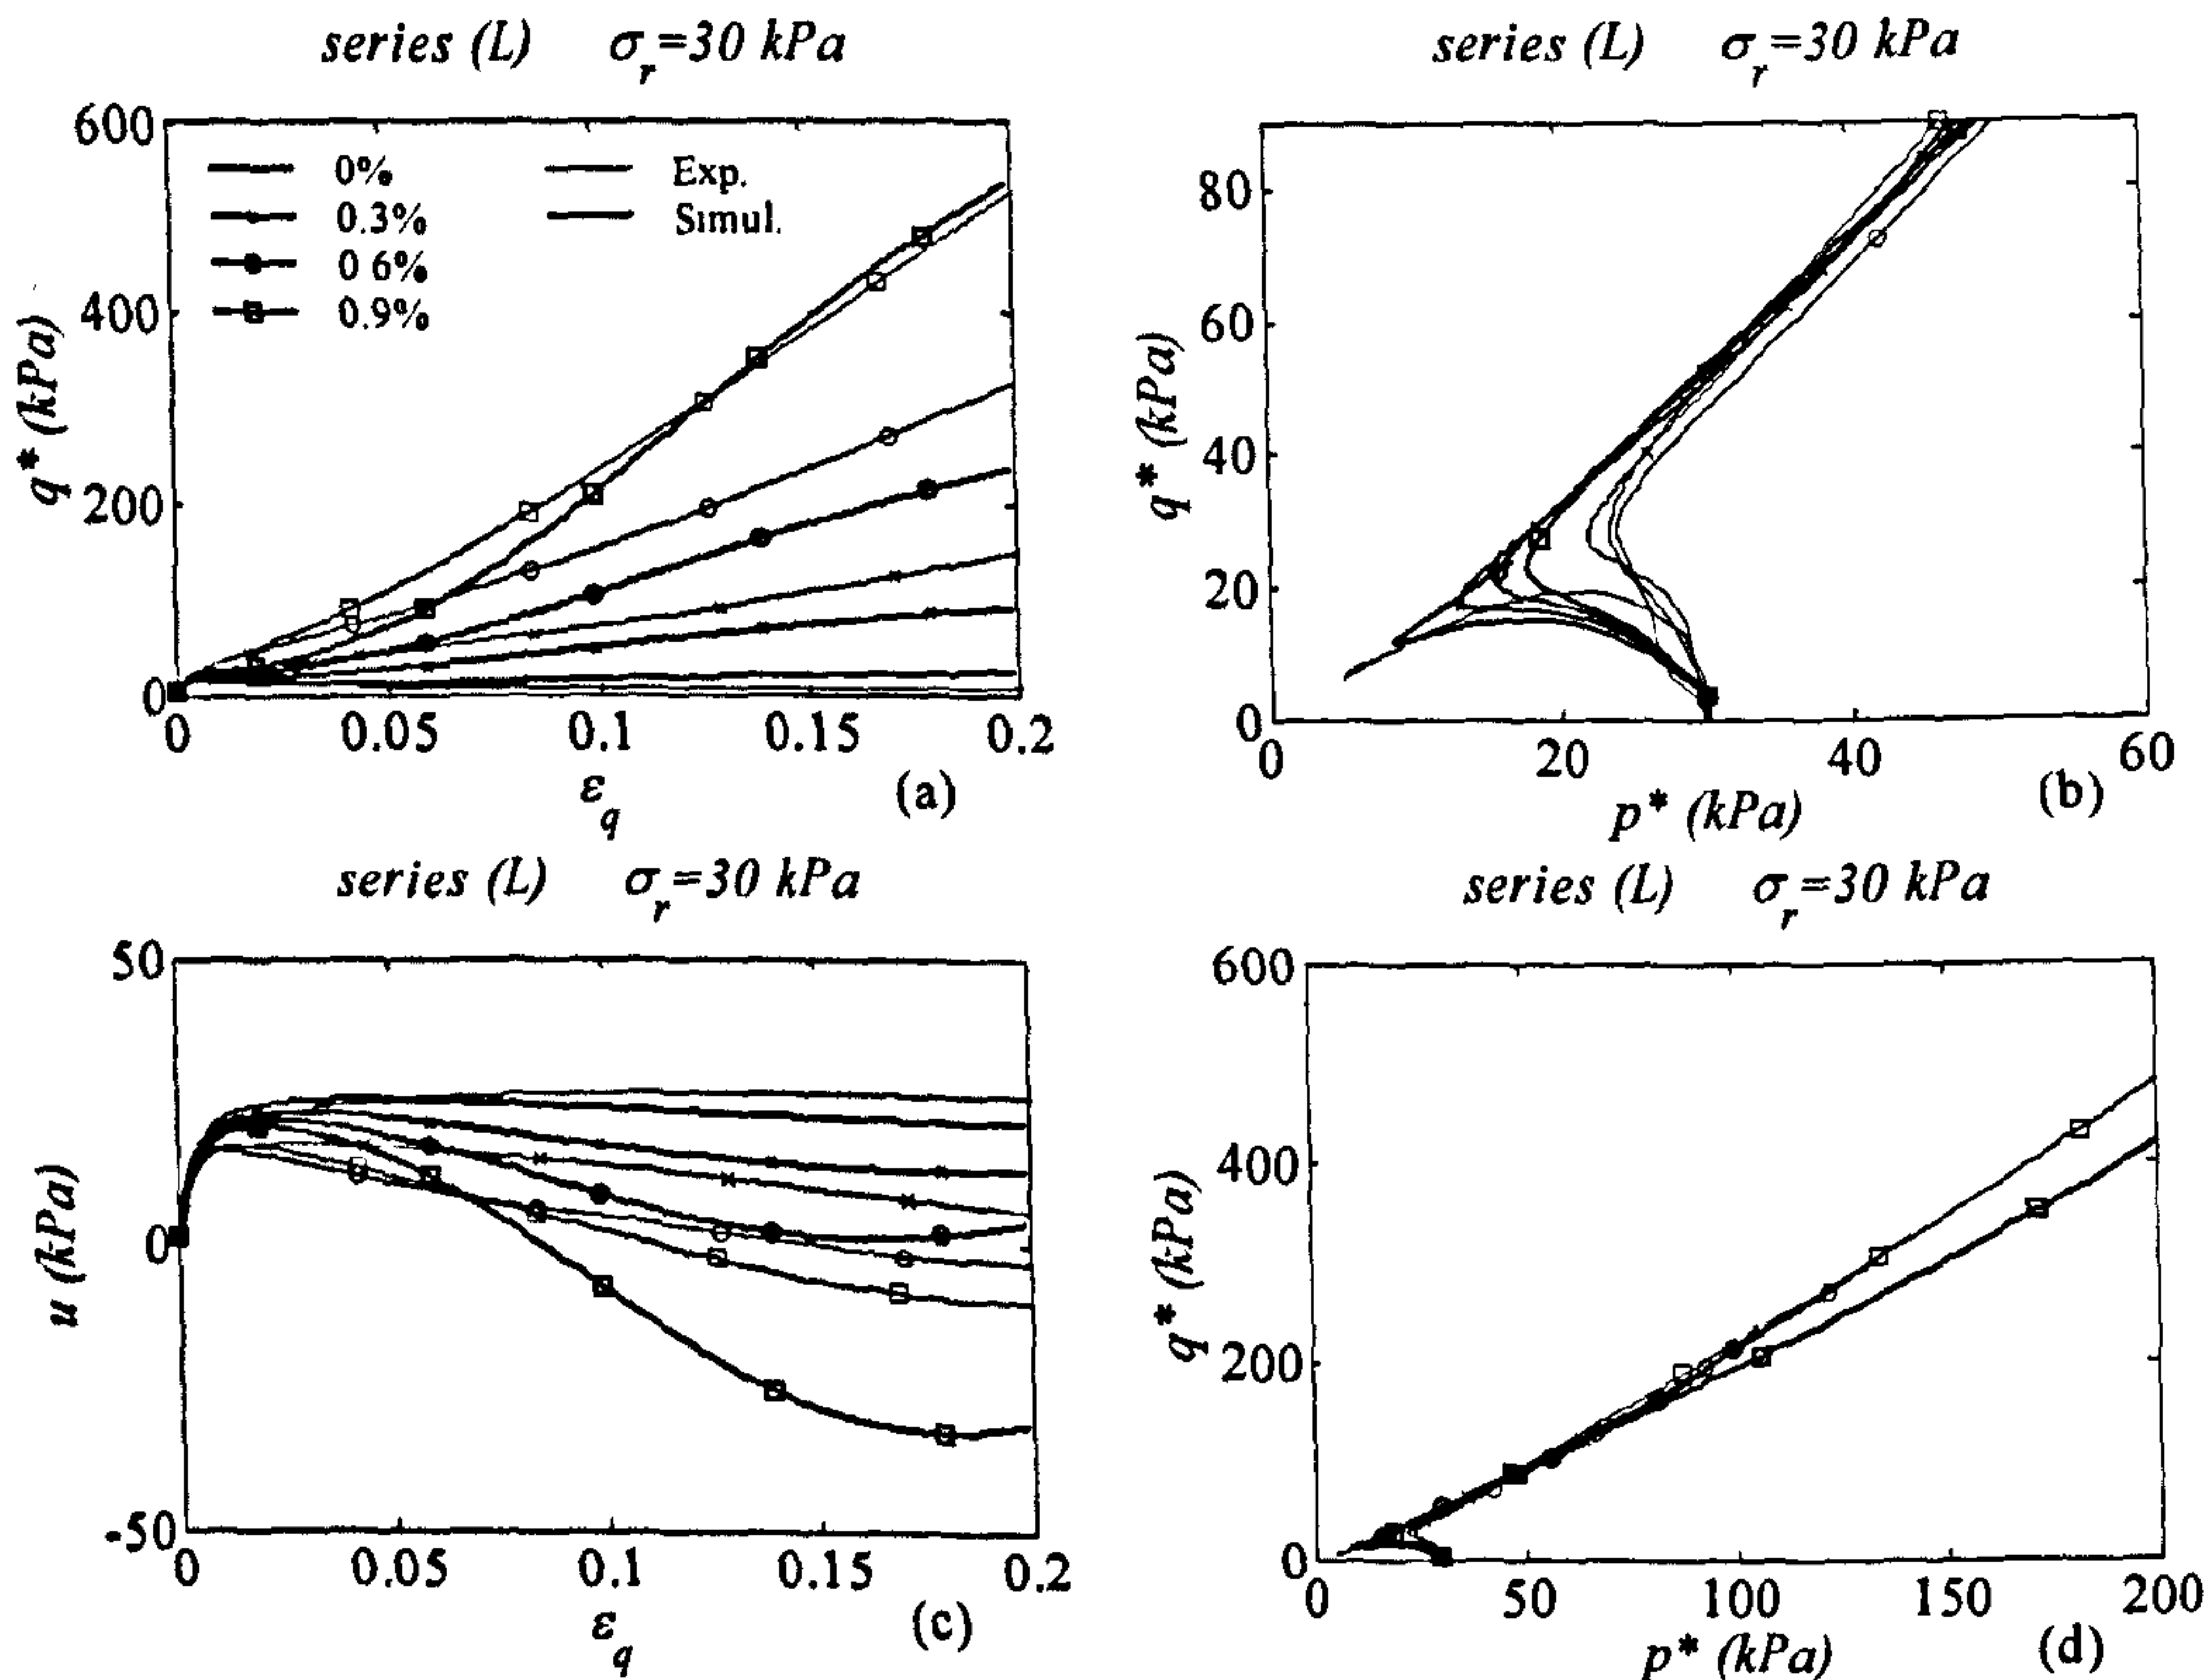 series (L) σr=30 kPa
600
400
200
0
q* (kPa)
0% Exp.
0.3% Simul.
0 6%
0.9%
0 0.05 0.1 0.15 0.2
εq
(a)
series (L) σr=30 kPa
80
60
40
20
0
q* (kPa)
0 20 40 60
p* (kPa)
(b)
series (L) σr=30 kPa
50
0
-50
u (kPa)
0 0.05 0.1 0.15 0.2
εq
(c)
series (L) σr=30 kPa
600
400
200
0
q* (kPa)
0 50 100 150 200
p* (kPa)
(d)